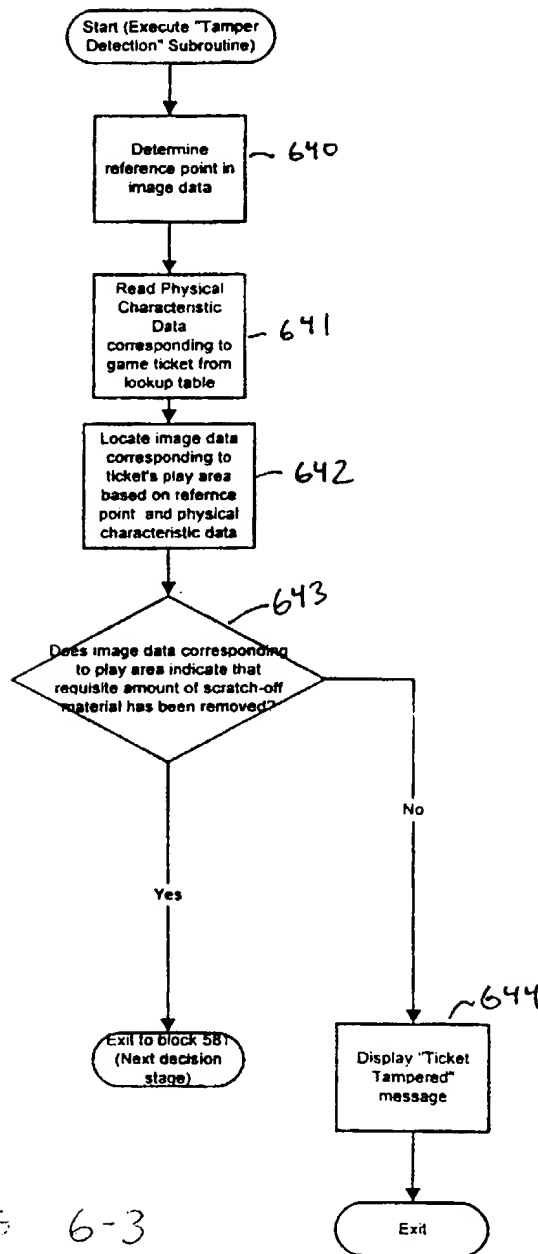 Start (Execute "Tamper
Detection" Subroutine)
Determine
reference point in
image data
640
Read Physical
Characteristic
Data
corresponding to
game ticket from
lookup table
641
Locate image data
corresponding to
ticket's play area
based on refernce
point and physical
characteristic data
642
643
Does image data corresponding
to play area indicate that
requisite amount of scratch-off
material has been removed?
No
Yes
644
Exit to block 581
(Next decision
stage)
Display "Ticket
Tampered"
message
6-3
Exit